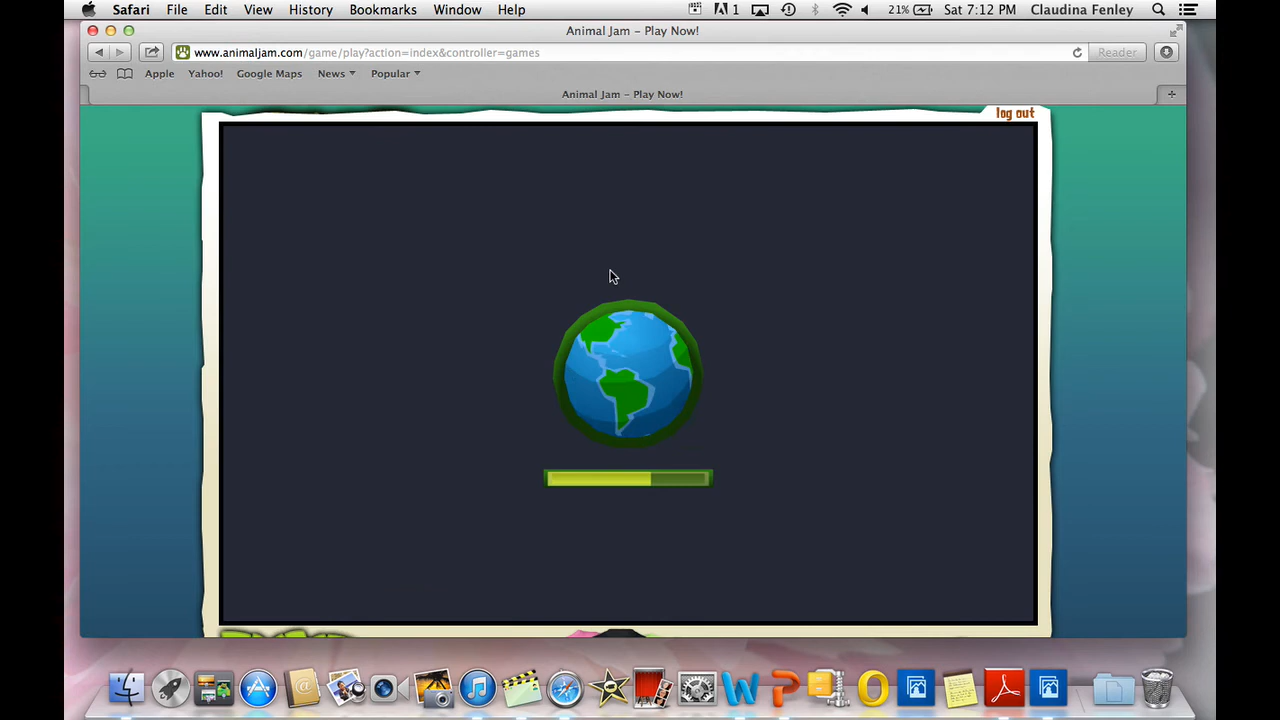 Safari File Edit View History Bookmarks Window Help 1 21% Sat 7:12 PM Claudina Fenley
Animal Jam – Play Now!
www.animaljam.com/game/play?action=index&controller=games Reader
Apple Yahoo! Google Maps News Popular
Animal Jam – Play Now!
log out